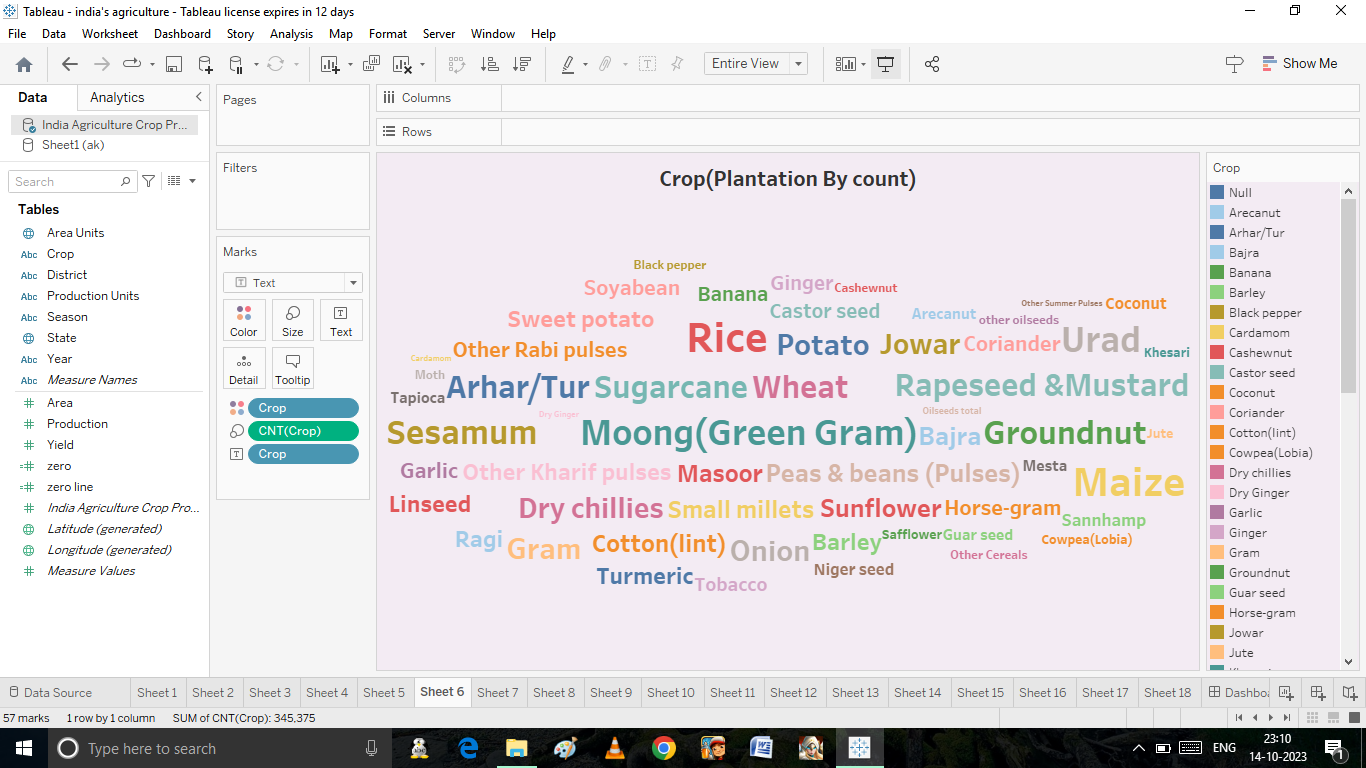 Tableau - india's agriculture - Tableau license expires in 12 days
File Data Worksheet Dashboard Story Analysis Map Format Server Window Help
Entire View
Show Me
Data Analytics
Pages
Columns
India Agriculture Crop Pr...
Sheet1 (ak)
Rows
Search
Filters
Tables
Area Units
Crop
District
Production Units
Season
State
Year
Measure Names
Area
Production
Yield
zero
zero line
India Agriculture Crop Pro...
Latitude (generated)
Longitude (generated)
Measure Values
Marks
Text
Color Size Text
Detail Tooltip
Crop
CNT(Crop)
Crop
Crop(Plantation By count)
Black pepper
Soyabean Banana Ginger Cashewnut
Sweet potato Castor seed Arecanut other oilseeds Other Summer Pulses Coconut
Cardamom Other Rabi pulses Rice Potato Jowar Coriander Urad Khesari
Moth
Tapioca Arhar/Tur Sugarcane Wheat Rapeseed &Mustard
Dry Ginger Oilseeds total
Sesamum Moong(Green Gram) Bajra Groundnut Jute
Garlic Other Kharif pulses Masoor Peas & beans (Pulses) Mesta Maize
Linseed Dry chillies Small millets Sunflower Horse-gram Sannhamp
Ragi Gram Cotton(lint) Onion Barley Safflower Guar seed Cowpea(Lobia)
Other Cereals
Turmeric Tobacco Niger seed
Crop
Null
Arecanut
Arhar/Tur
Bajra
Banana
Barley
Black pepper
Cardamom
Cashewnut
Castor seed
Coconut
Coriander
Cotton(lint)
Cowpea(Lobia)
Dry chillies
Dry Ginger
Garlic
Ginger
Gram
Groundnut
Guar seed
Horse-gram
Jowar
Jute
Data Source Sheet 1 Sheet 2 Sheet 3 Sheet 4 Sheet 5 Sheet 6 Sheet 7 Sheet 8 Sheet 9 Sheet 10 Sheet 11 Sheet 12 Sheet 13 Sheet 14 Sheet 15 Sheet 16 Sheet 17 Sheet 18 Dashboa
57 marks 1 row by 1 column SUM of CNT(Crop): 345,375
Type here to search
ENG
23:10
14-10-2023
1